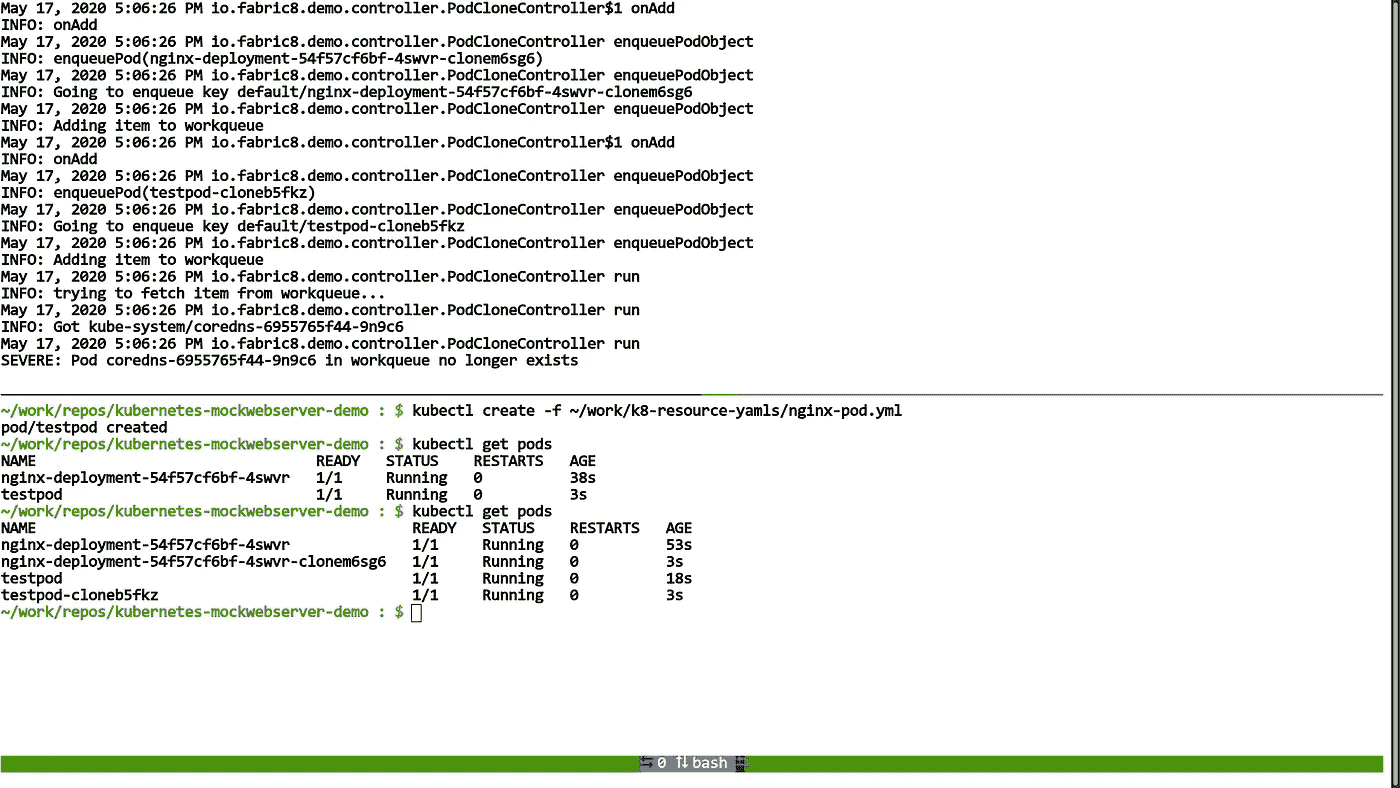 May 17, 2020 5:06:26 PM io.fabric8.demo.controller.PodCloneController$1 onAdd
INFO: onAdd
May 17, 2020 5:06:26 PM io.fabric8.demo.controller.PodCloneController enqueuePodObject
INFO: enqueuePod(nginx-deployment-54f57cf6bf-4swvr-clonem6sg6)
May 17, 2020 5:06:26 PM io.fabric8.demo.controller.PodCloneController enqueuePodObject
INFO: Going to enqueue key default/nginx-deployment-54f57cf6bf-4swvr-clonem6sg6
May 17, 2020 5:06:26 PM io.fabric8.demo.controller.PodCloneController enqueuePodObject
INFO: Adding item to workqueue
May 17, 2020 5:06:26 PM io.fabric8.demo.controller.PodCloneController$1 onAdd
INFO: onAdd
May 17, 2020 5:06:26 PM io.fabric8.demo.controller.PodCloneController enqueuePodObject
INFO: enqueuePod(testpod-cloneb5fkz)
May 17, 2020 5:06:26 PM io.fabric8.demo.controller.PodCloneController enqueuePodObject
INFO: Going to enqueue key default/testpod-cloneb5fkz
May 17, 2020 5:06:26 PM io.fabric8.demo.controller.PodCloneController enqueuePodObject
INFO: Adding item to workqueue
May 17, 2020 5:06:26 PM io.fabric8.demo.controller.PodCloneController run
INFO: trying to fetch item from workqueue...
May 17, 2020 5:06:26 PM io.fabric8.demo.controller.PodCloneController run
INFO: Got kube-system/coredns-6955765f44-9n9c6
May 17, 2020 5:06:26 PM io.fabric8.demo.controller.PodCloneController run
SEVERE: Pod coredns-6955765f44-9n9c6 in workqueue no longer exists
~/work/repos/kubernetes-mockwebserver-demo : $ kubectl create -f ~/work/k8-resource-yamls/nginx-pod.yml
pod/testpod created
~/work/repos/kubernetes-mockwebserver-demo : $ kubectl get pods
NAME READY STATUS RESTARTS AGE
nginx-deployment-54f57cf6bf-4swvr 1/1 Running 0 38s
testpod 1/1 Running 0 3s
~/work/repos/kubernetes-mockwebserver-demo : $ kubectl get pods
NAME READY STATUS RESTARTS AGE
nginx-deployment-54f57cf6bf-4swvr 1/1 Running 0 53s
nginx-deployment-54f57cf6bf-4swvr-clonem6sg6 1/1 Running 0 3s
testpod 1/1 Running 0 18s
testpod-cloneb5fkz 1/1 Running 0 3s
~/work/repos/kubernetes-mockwebserver-demo : $
0 bash